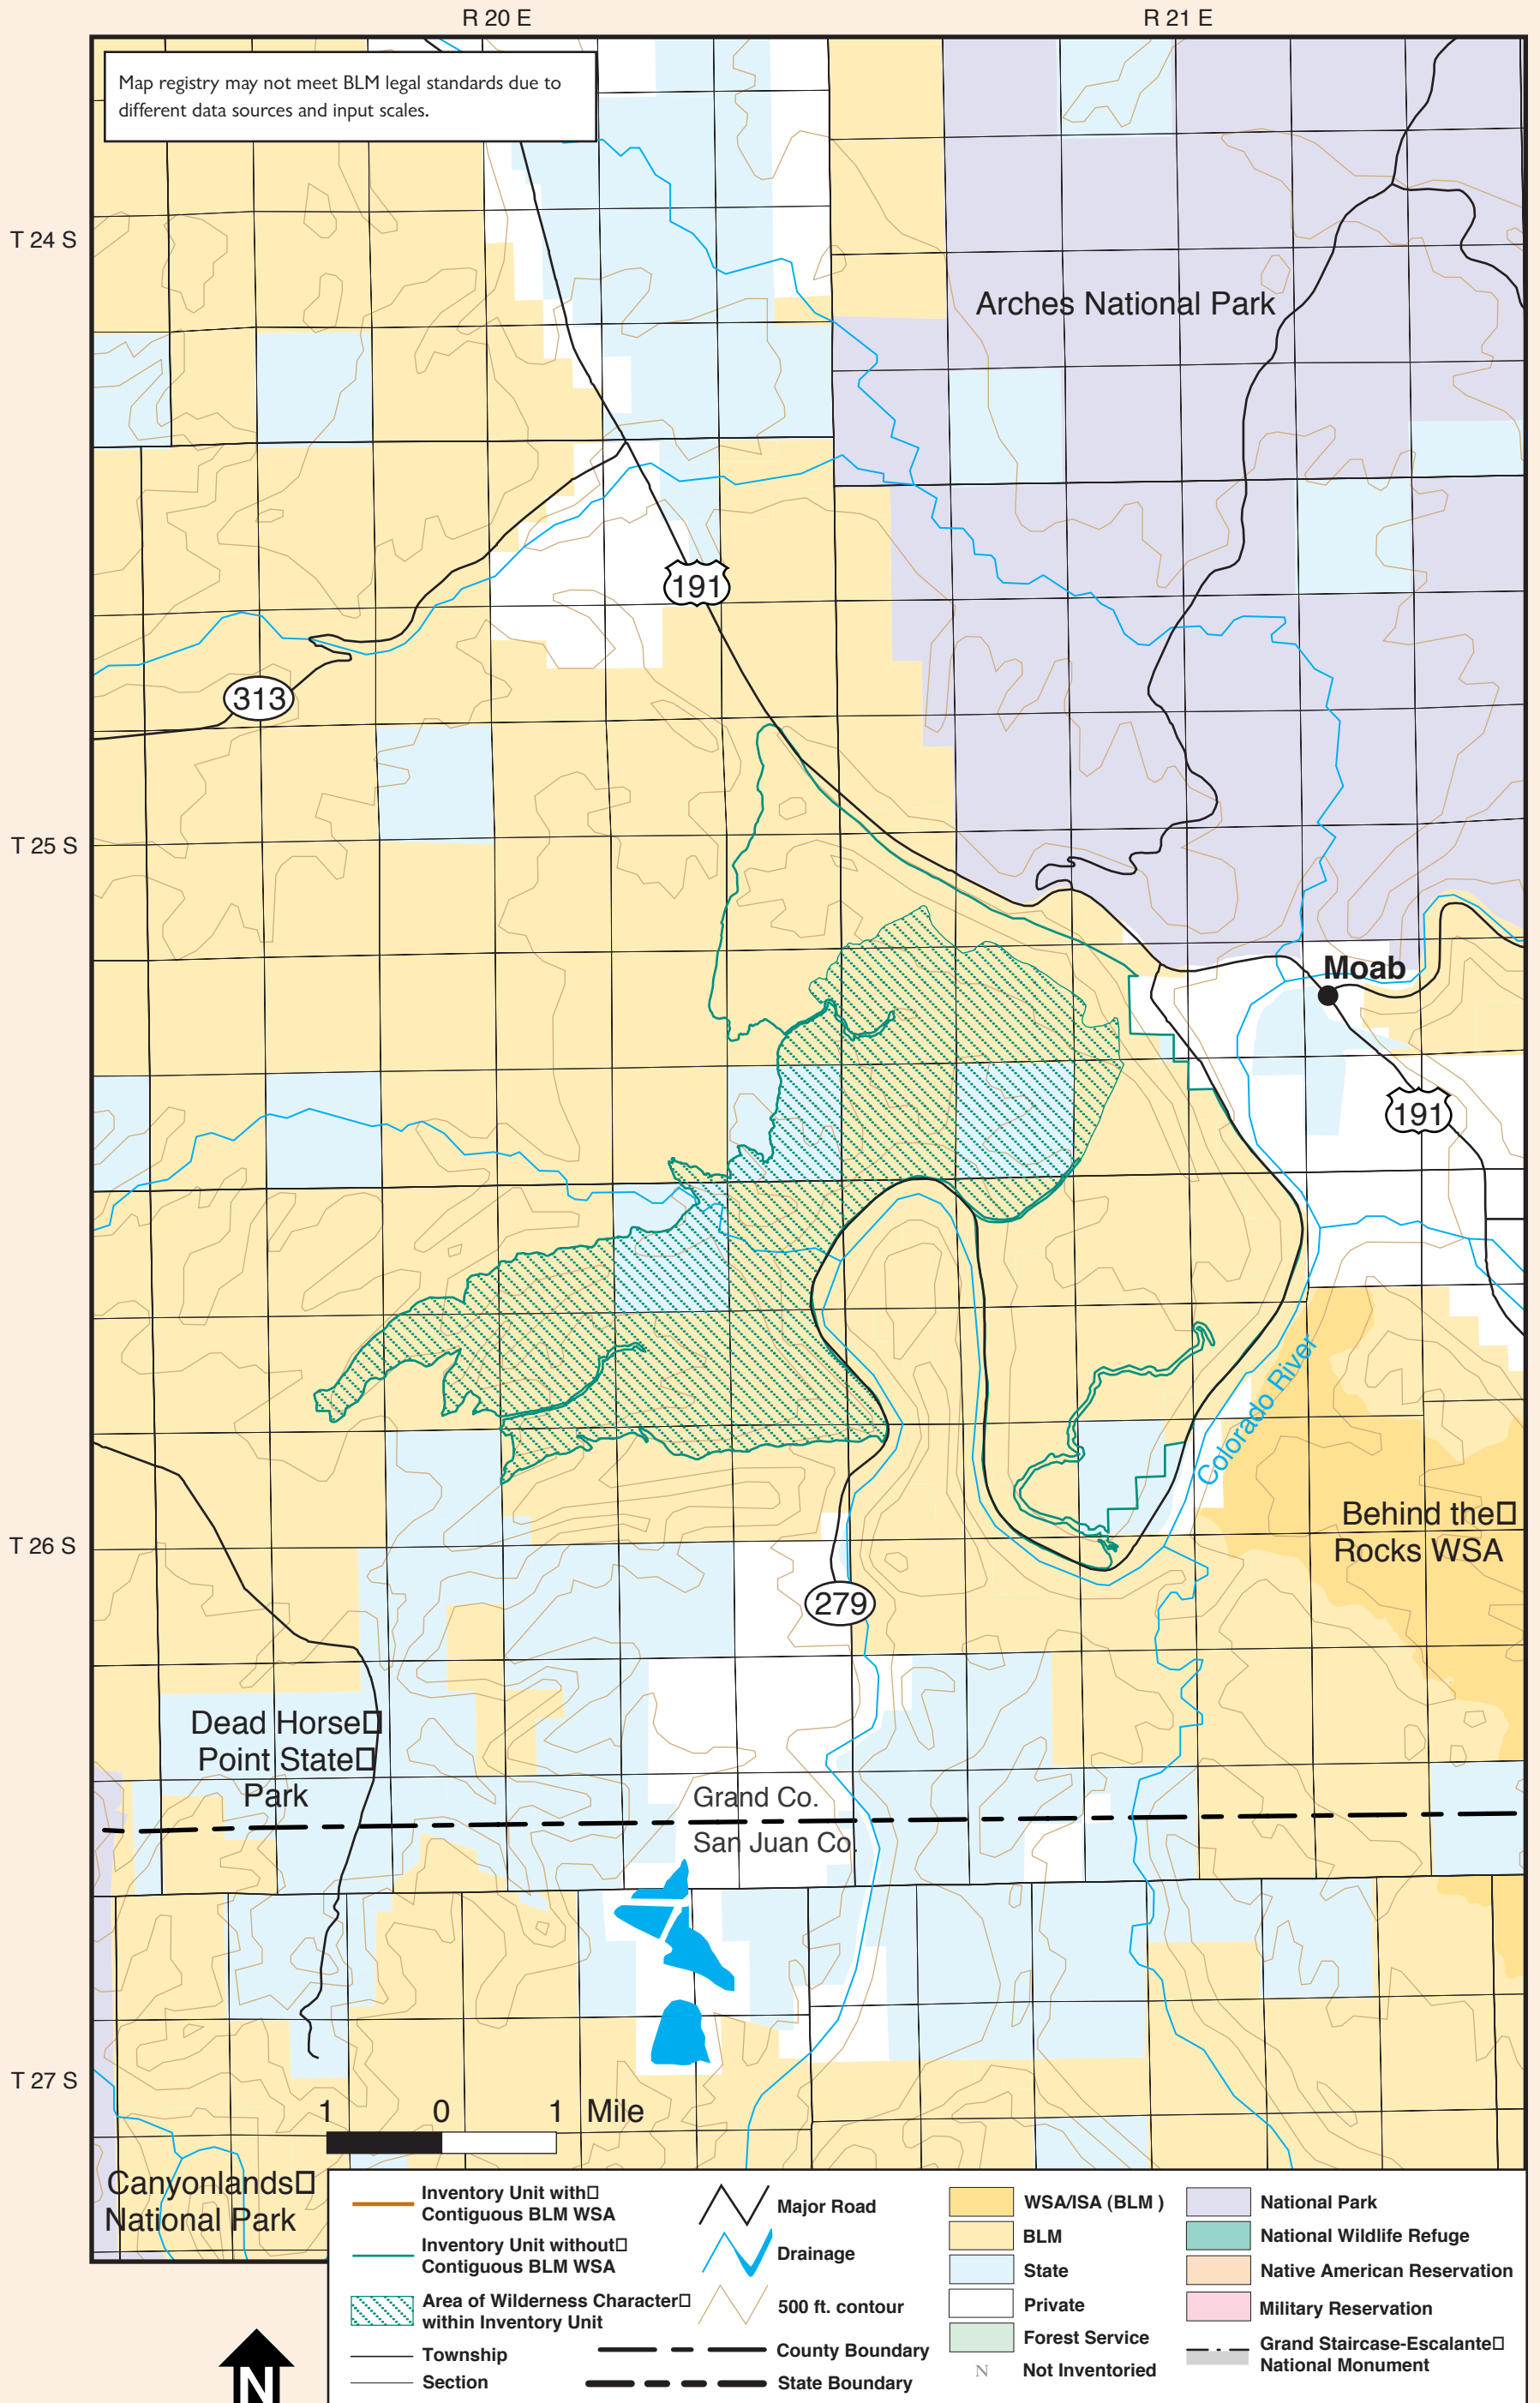 R 20 E
R 21 E
Map registry may not meet BLM legal standards due to
different data sources and input scales.
T 24 S
Arches National Park
191
313
T 25 S
Moab
191
Colorado River
Behind the□
Rocks WSA
T 26 S
279
Dead Horse□
Point State□
Park
Grand Co.
San Juan Co.
T 27 S
1 0 1 Mile
Canyonlands□
National Park
Inventory Unit with□
Contiguous BLM WSA
Inventory Unit without□
Contiguous BLM WSA
Area of Wilderness Character□
within Inventory Unit
Township
Section
Major Road
Drainage
500 ft. contour
County Boundary
State Boundary
WSA/ISA (BLM )
BLM
State
Private
Forest Service
N Not Inventoried
National Park
National Wildlife Refuge
Native American Reservation
Military Reservation
Grand Staircase-Escalante□
National Monument
N